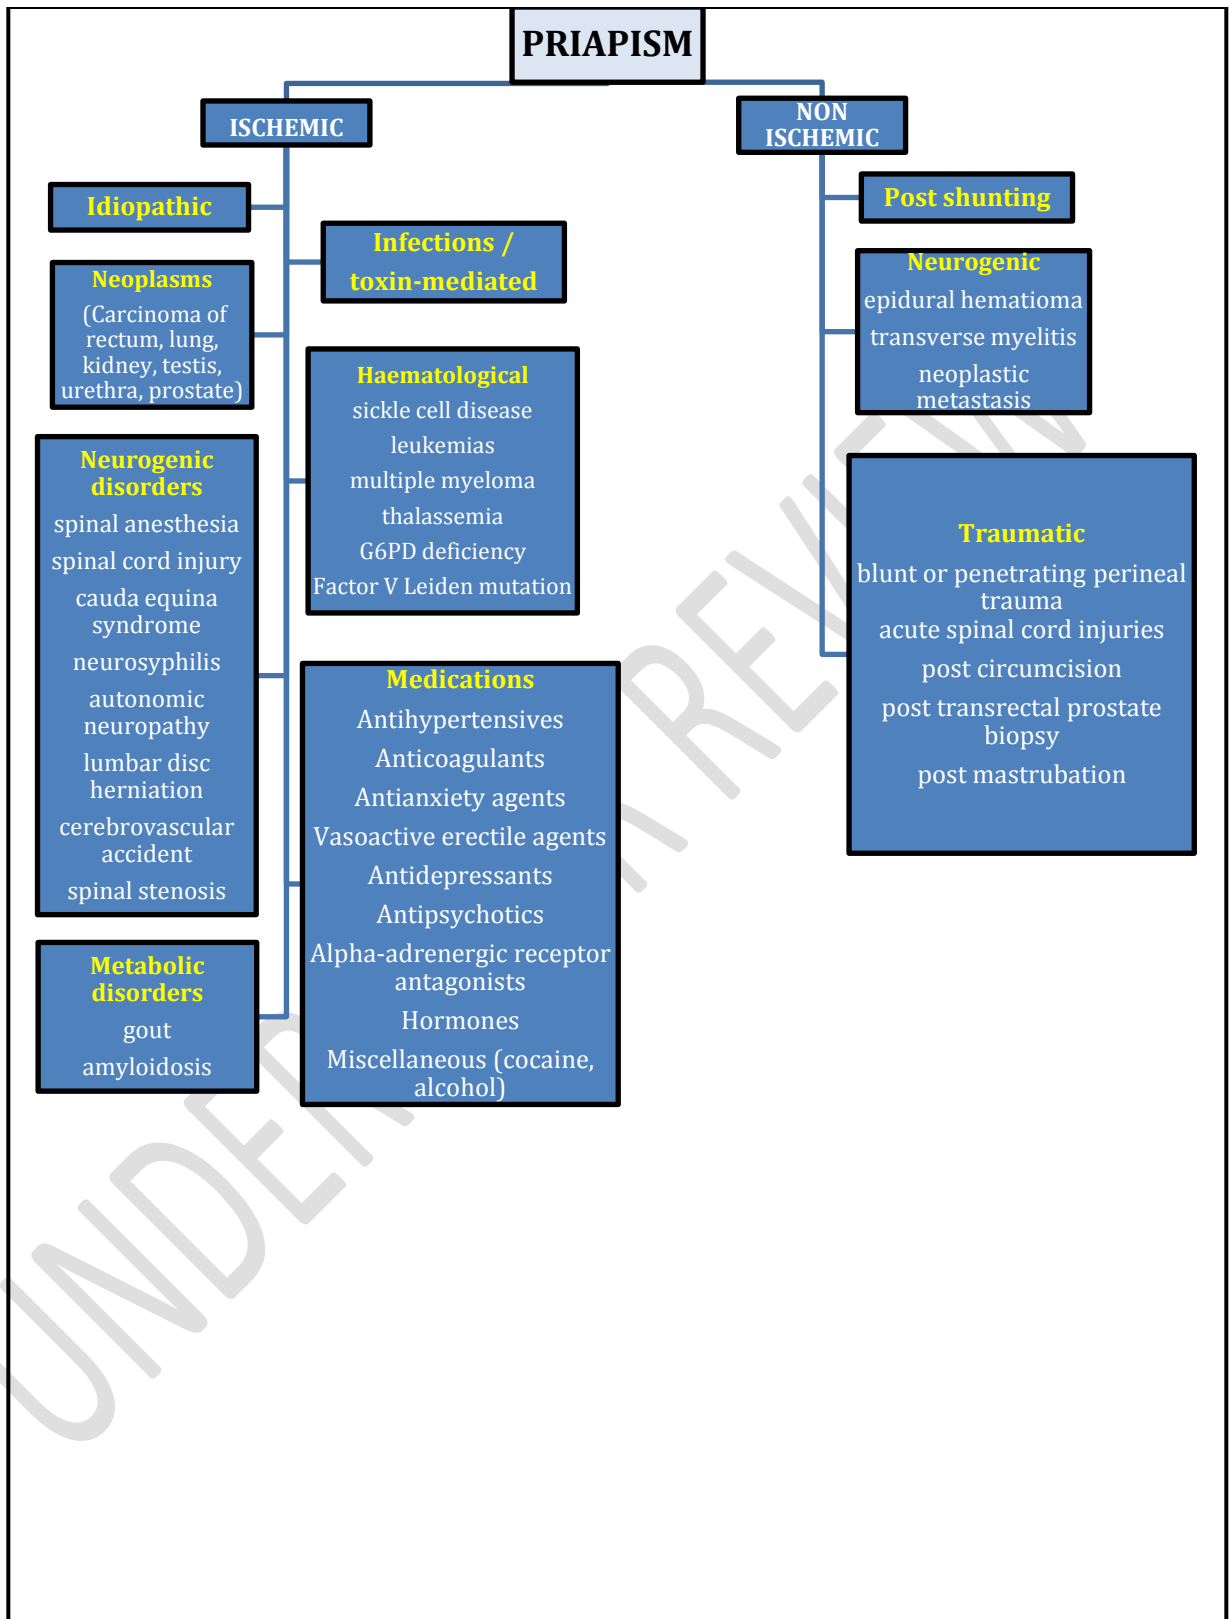 PRIAPISM
ISCHEMIC
NON
ISCHEMIC
Idiopathic
Infections /
toxin-mediated
Neoplasms
(Carcinoma of
rectum, lung,
kidney, testis,
urethra, prostate)
Haematological
sickle cell disease
leukemias
multiple myeloma
thalassemia
G6PD deficiency
Factor V Leiden mutation
Neurogenic
disorders
spinal anesthesia
spinal cord injury
cauda equina
syndrome
neurosyphilis
autonomic
neuropathy
lumbar disc
herniation
cerebrovascular
accident
spinal stenosis
Medications
Antihypertensives
Anticoagulants
Antianxiety agents
Vasoactive erectile agents
Antidepressants
Antipsychotics
Alpha-adrenergic receptor
antagonists
Hormones
Miscellaneous (cocaine,
alcohol)
Metabolic
disorders
gout
amyloidosis
Post shunting
Neurogenic
epidural hematioma
transverse myelitis
neoplastic
metastasis
Traumatic
blunt or penetrating perineal
trauma
acute spinal cord injuries
post circumcision
post transrectal prostate
biopsy
post mastrubation
UNDER REVIEW